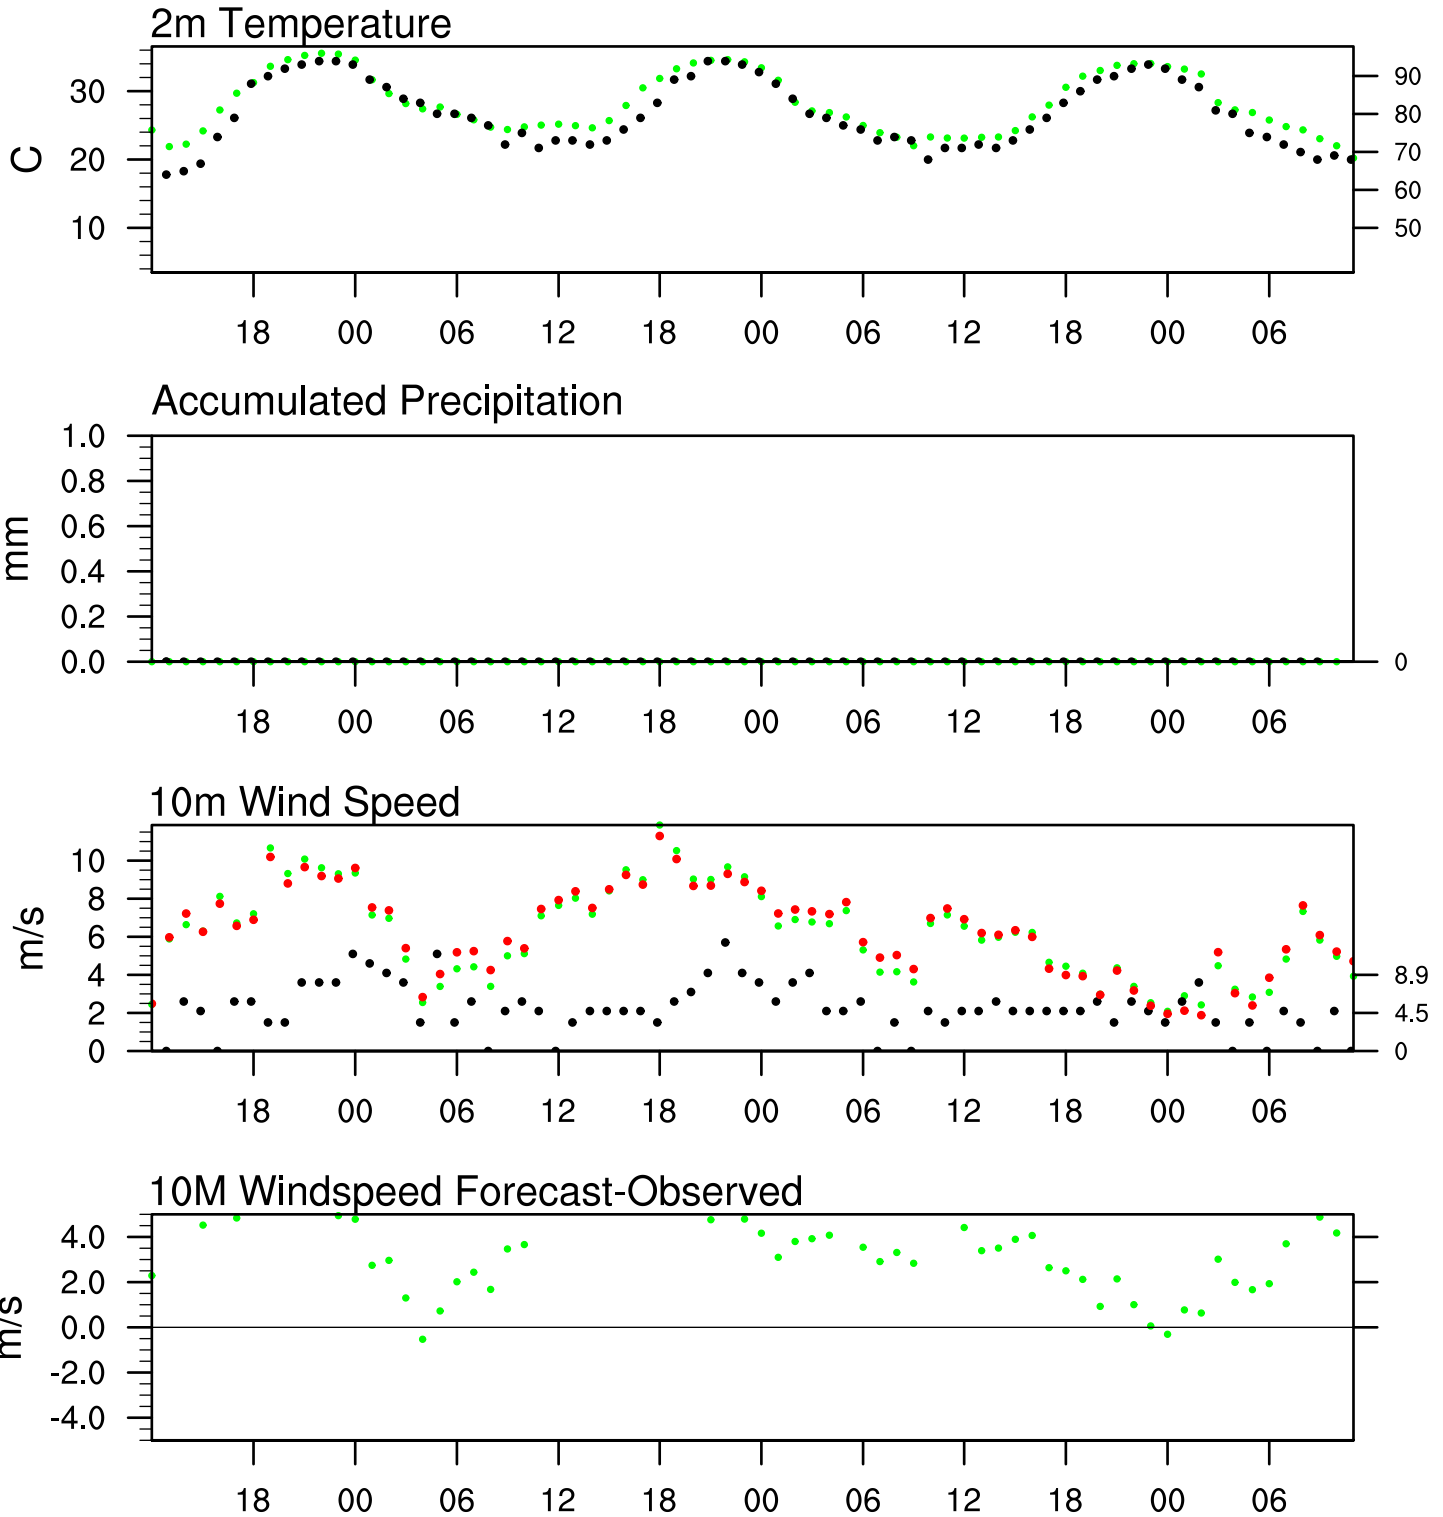 2m Temperature
C
30
20
10
90
80
70
60
50
18 00 06 12 18 00 06 12 18 00 06
Accumulated Precipitation
mm
1.0
0.8
0.6
0.4
0.2
0.0
0
18 00 06 12 18 00 06 12 18 00 06
10m Wind Speed
m/s
10
8
6
4
2
0
8.9
4.5
0
18 00 06 12 18 00 06 12 18 00 06
10M Windspeed Forecast-Observed
m/s
4.0
2.0
0.0
-2.0
-4.0
18 00 06 12 18 00 06 12 18 00 06